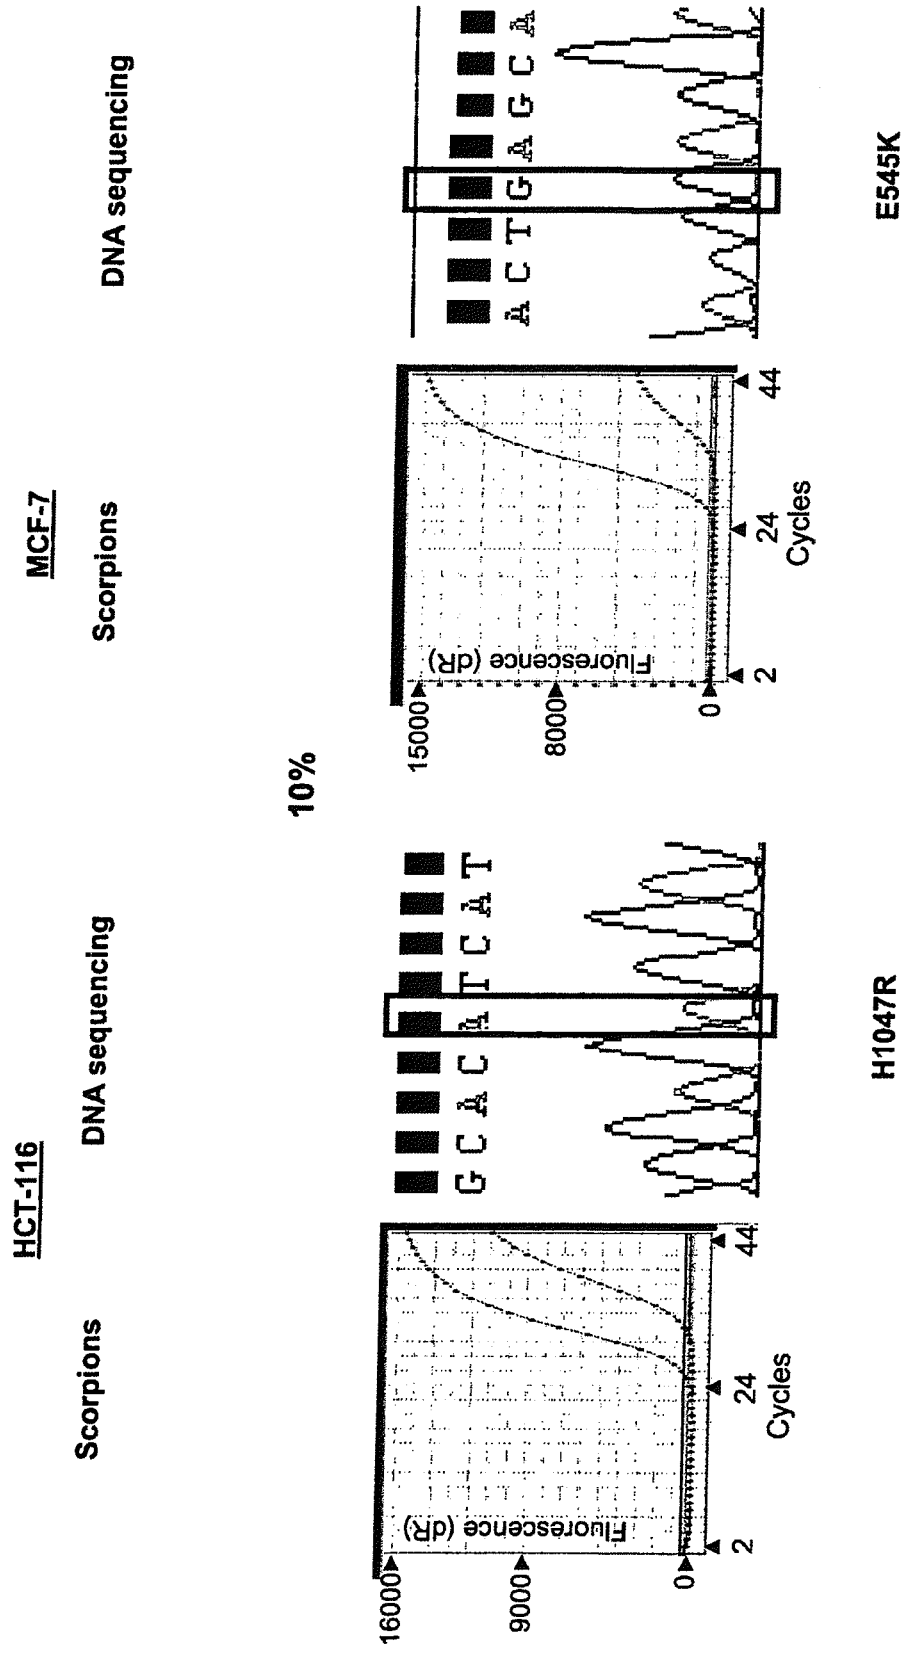 HCT-116
Scorpions
DNA sequencing
16000
9000
0
Fluorescence (dR)
2
24
44
Cycles
G C A C A T C A T
H1047R
10%
MCF-7
Scorpions
DNA sequencing
15000
8000
0
Fluorescence (dR)
2
24
44
Cycles
A C T G A G C A
E545K